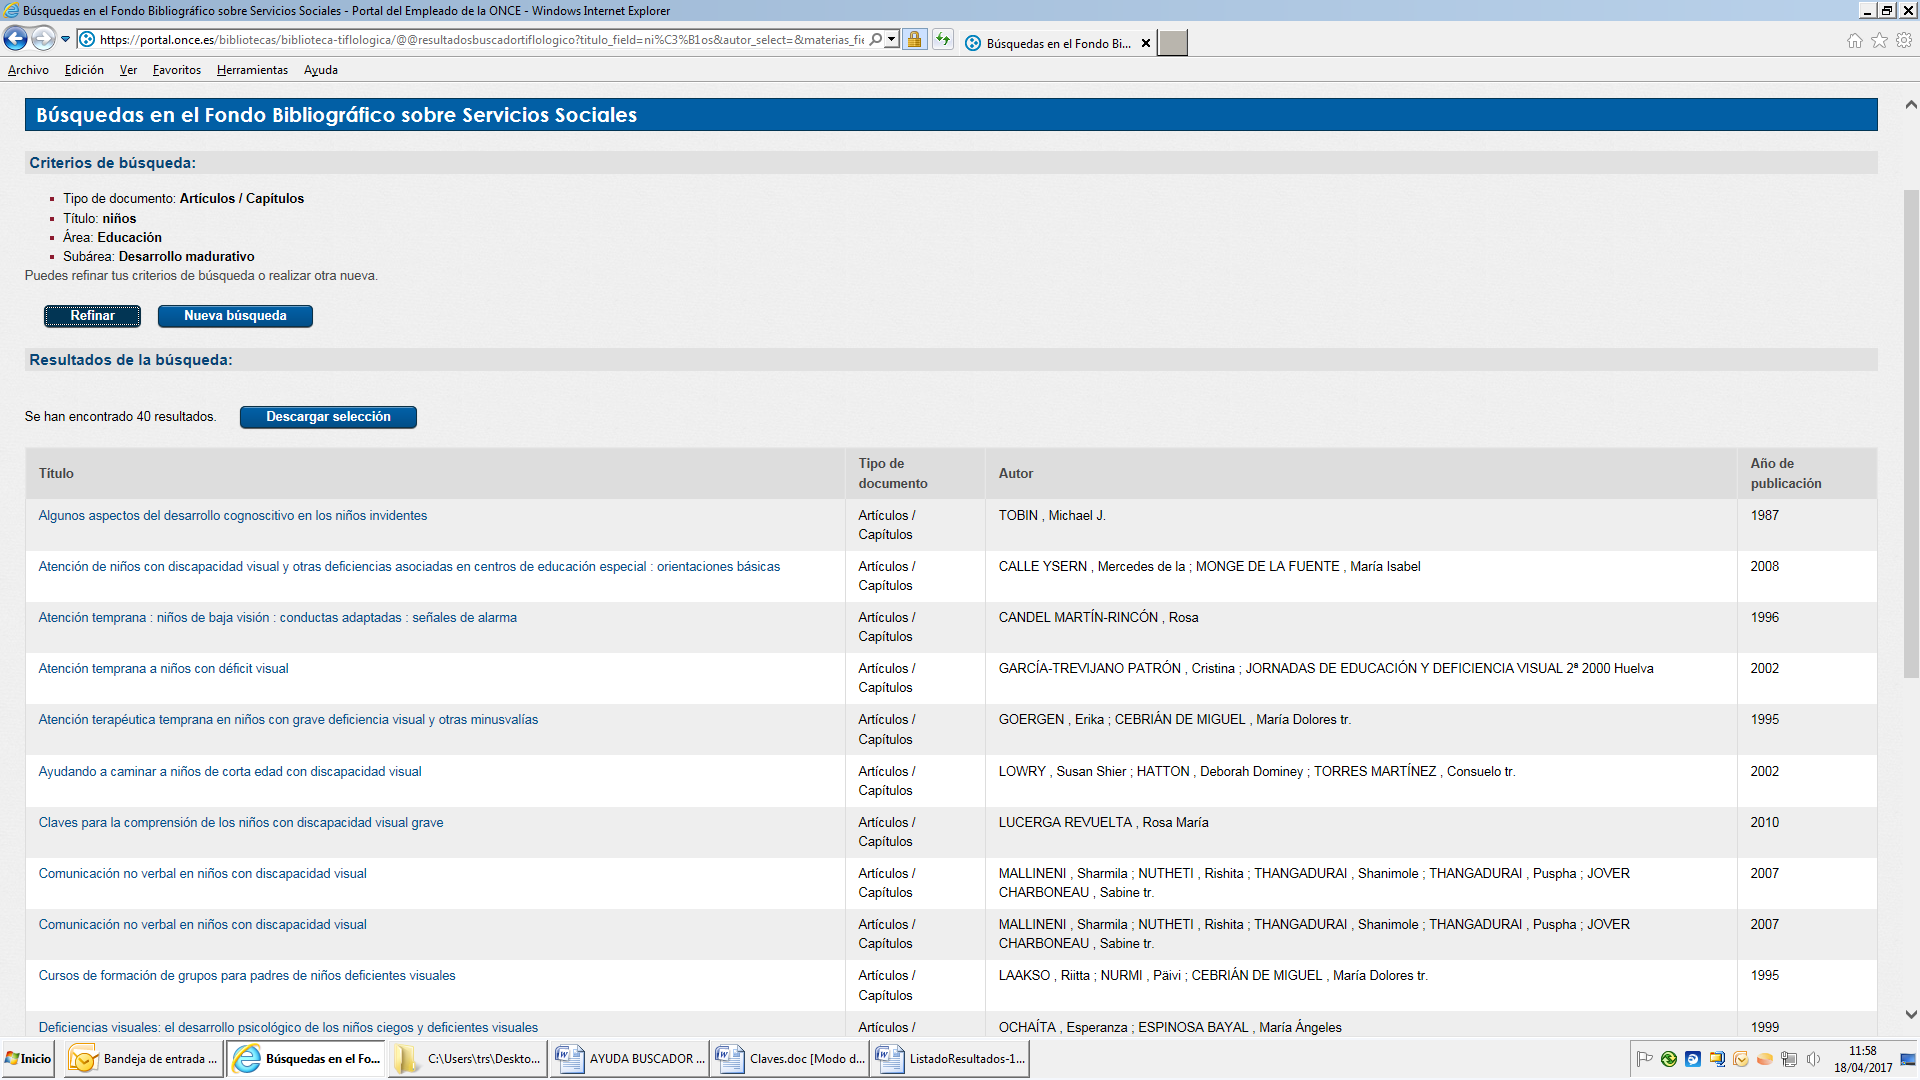 Búsquedas en el Fondo Bibliográfico sobre Servicios Sociales - Portal del Empleado de la ONCE - Windows Internet Explorer
https://portal.once.es/bibliotecas/biblioteca-tiflologica/@@resultadosbuscadortiflologico?titulo_field=ni%C3%B1os&autor_select=&materias_fie
Búsquedas en el Fondo Bi...
Archivo Edición Ver Favoritos Herramientas Ayuda
Búsquedas en el Fondo Bibliográfico sobre Servicios Sociales
Criterios de búsqueda:
Tipo de documento: Artículos / Capítulos
Título: niños
Área: Educación
Subárea: Desarrollo madurativo
Puedes refinar tus criterios de búsqueda o realizar otra nueva.
Refinar Nueva búsqueda
Resultados de la búsqueda:
Se han encontrado 40 resultados. Descargar selección
Título Tipo de documento Autor Año de publicación
Algunos aspectos del desarrollo cognoscitivo en los niños invidentes Artículos / Capítulos TOBIN , Michael J. 1987
Atención de niños con discapacidad visual y otras deficiencias asociadas en centros de educación especial : orientaciones básicas Artículos / Capítulos CALLE YSERN , Mercedes de la ; MONGE DE LA FUENTE , María Isabel 2008
Atención temprana : niños de baja visión : conductas adaptadas : señales de alarma Artículos / Capítulos CANDEL MARTÍN-RINCÓN , Rosa 1996
Atención temprana a niños con déficit visual Artículos / Capítulos GARCÍA-TREVIJANO PATRÓN , Cristina ; JORNADAS DE EDUCACIÓN Y DEFICIENCIA VISUAL 2ª 2000 Huelva 2002
Atención terapéutica temprana en niños con grave deficiencia visual y otras minusvalías Artículos / Capítulos GOERGEN , Erika ; CEBRIÁN DE MIGUEL , María Dolores tr. 1995
Ayudando a caminar a niños de corta edad con discapacidad visual Artículos / Capítulos LOWRY , Susan Shier ; HATTON , Deborah Dominey ; TORRES MARTÍNEZ , Consuelo tr. 2002
Claves para la comprensión de los niños con discapacidad visual grave Artículos / Capítulos LUCERGA REVUELTA , Rosa María 2010
Comunicación no verbal en niños con discapacidad visual Artículos / Capítulos MALLINENI , Sharmila ; NUTHETI , Rishita ; THANGADURAI , Shanimole ; THANGADURAI , Puspha ; JOVER CHARBONEAU , Sabine tr. 2007
Comunicación no verbal en niños con discapacidad visual Artículos / Capítulos MALLINENI , Sharmila ; NUTHETI , Rishita ; THANGADURAI , Shanimole ; THANGADURAI , Puspha ; JOVER CHARBONEAU , Sabine tr. 2007
Cursos de formación de grupos para padres de niños deficientes visuales Artículos / Capítulos LAAKSO , Riitta ; NURMI , Päivi ; CEBRIÁN DE MIGUEL , María Dolores tr. 1995
Deficiencias visuales: el desarrollo psicológico de los niños ciegos y deficientes visuales Artículos / OCHAÍTA , Esperanza ; ESPINOSA BAYAL , María Ángeles 1999
Inicio Bandeja de entrada ... Búsquedas en el Fo... C:\Users\trs\Deskto... AYUDA BUSCADOR ... Claves.doc [Modo d... ListadoResultados-1... 11:58
18/04/2017